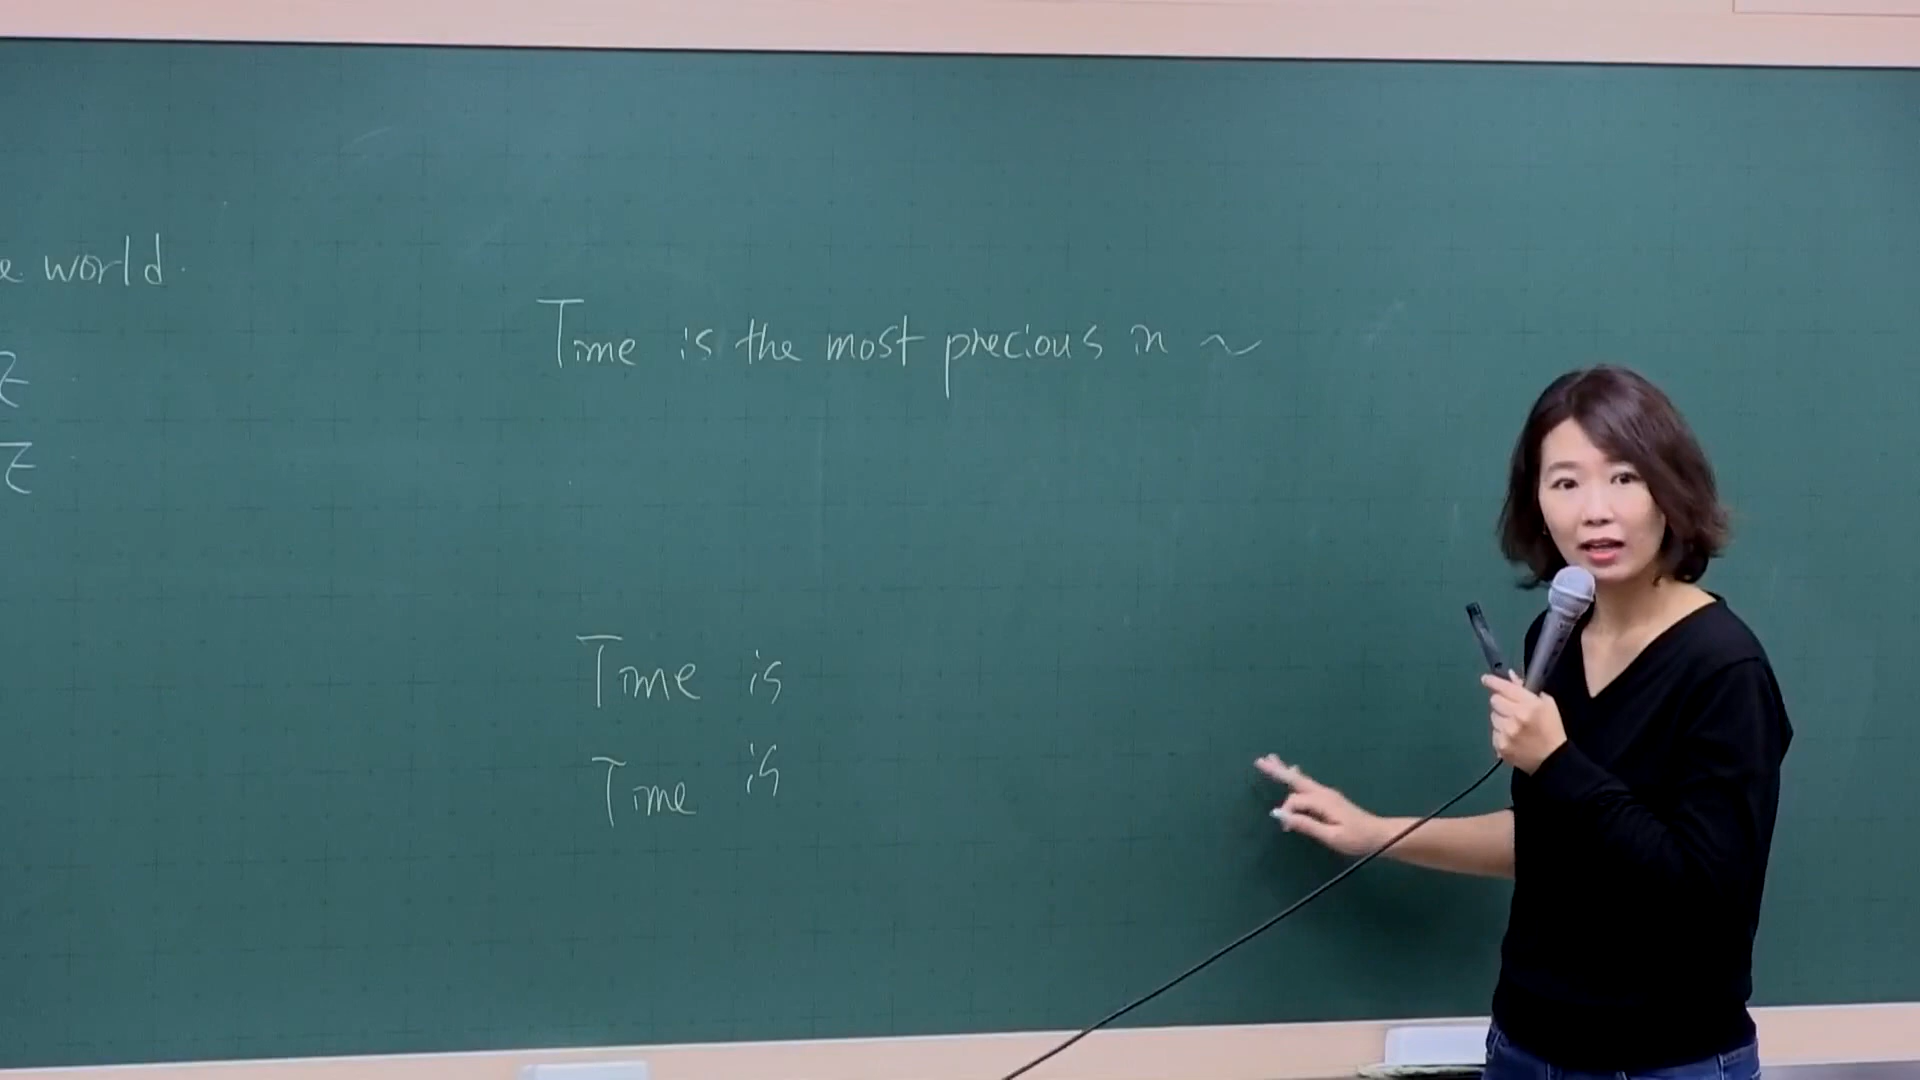 world.
Time is the most precious in ~
Time is
Time is